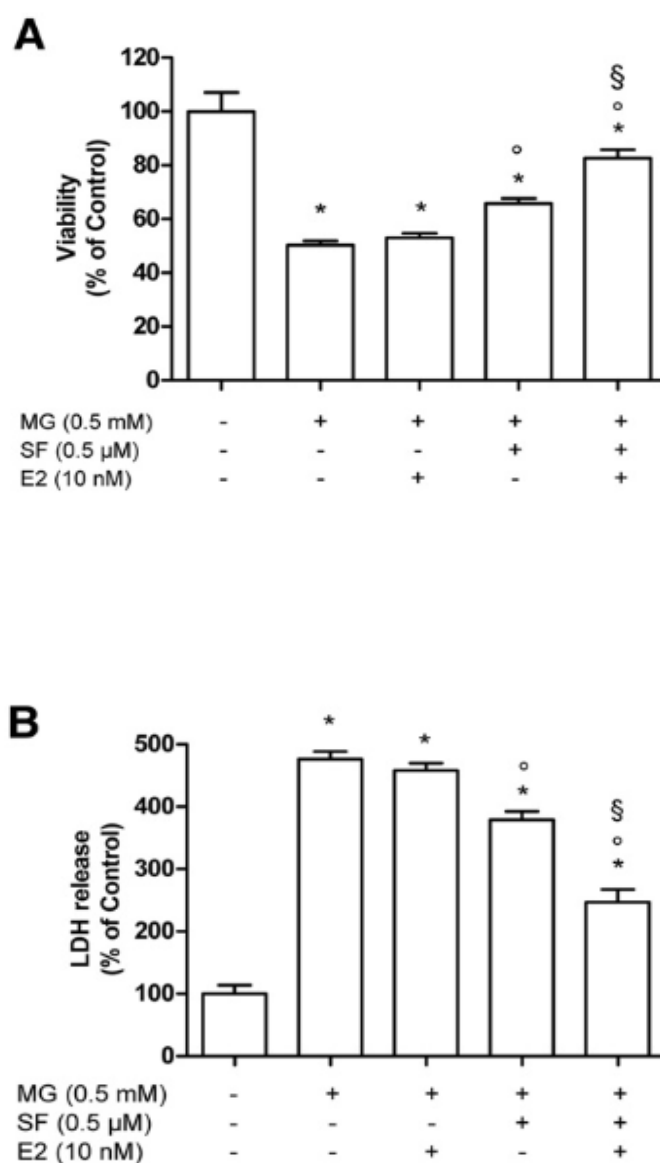 A
120
100
80
60
40
20
0
Viability
(% of Control)
*
*
°
*
§
°
*
MG (0.5 mM) - + + + +
SF (0.5 µM) - - - + +
E2 (10 nM) - - + - +
B
500
400
300
200
100
0
LDH release
(% of Control)
*
*
°
*
§
°
*
MG (0.5 mM) - + + + +
SF (0.5 µM) - - - + +
E2 (10 nM) - - + - +